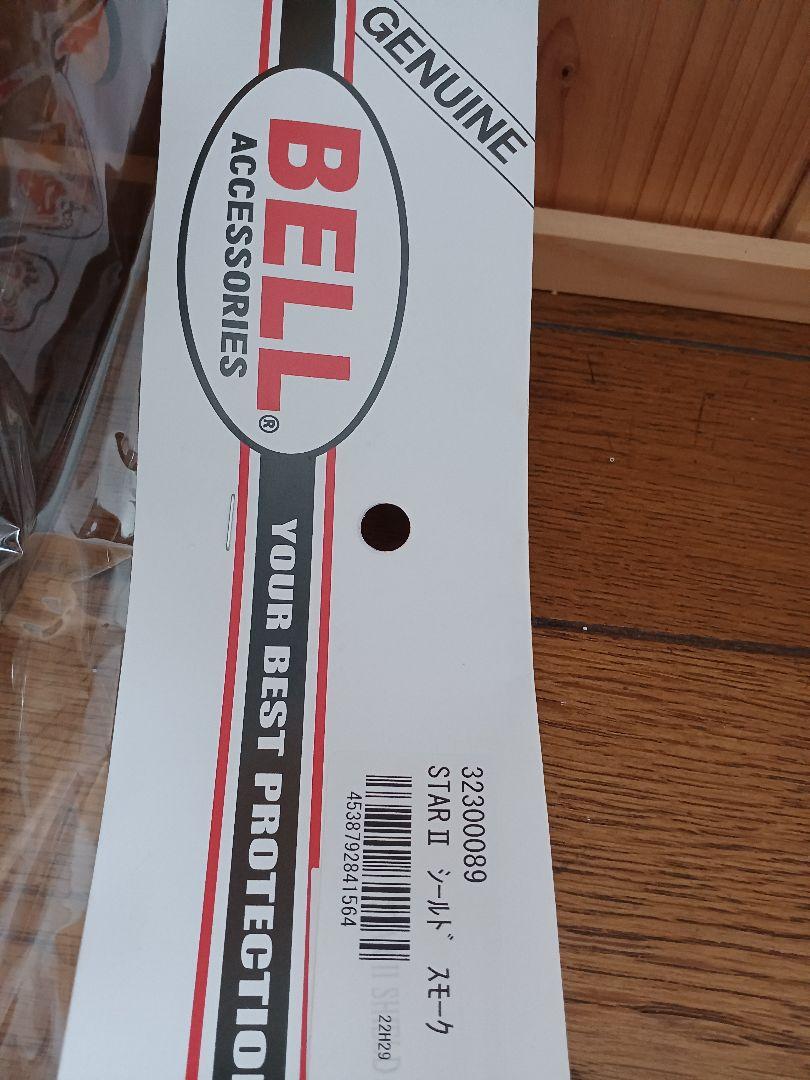 GENUINE
BELL®
ACCESSORIES
YOUR BEST PROTECTIO
32300089
STARⅡ ｼｰﾙﾄﾞ ｽﾓｰｸ
4538792841564
22H29